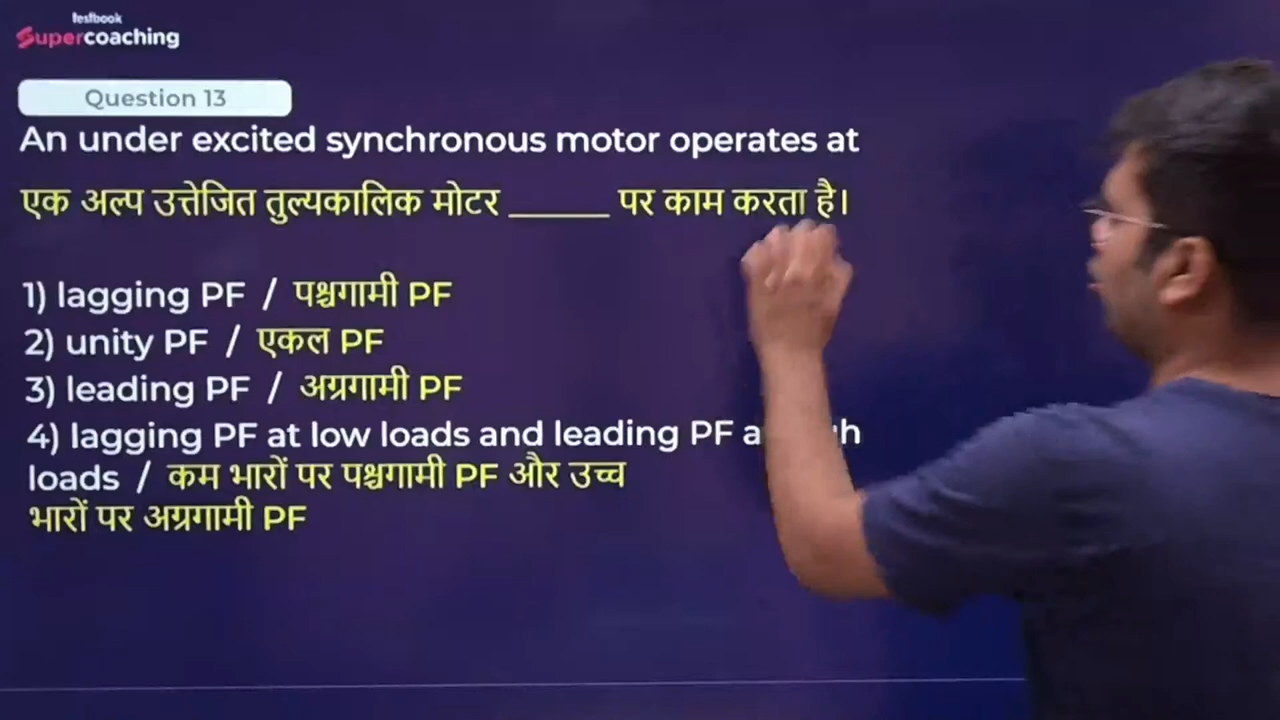 testbook
Supercoaching
Question 13
An under excited synchronous motor operates at
एक अल्प उत्तेजित तुल्यकालिक मोटर ______ पर काम करता है।
1) lagging PF / पश्चगामी PF
2) unity PF / एकल PF
3) leading PF / अग्रगामी PF
4) lagging PF at low loads and leading PF
loads / कम भारों पर पश्चगामी PF और उच्च
भारों पर अग्रगामी PF